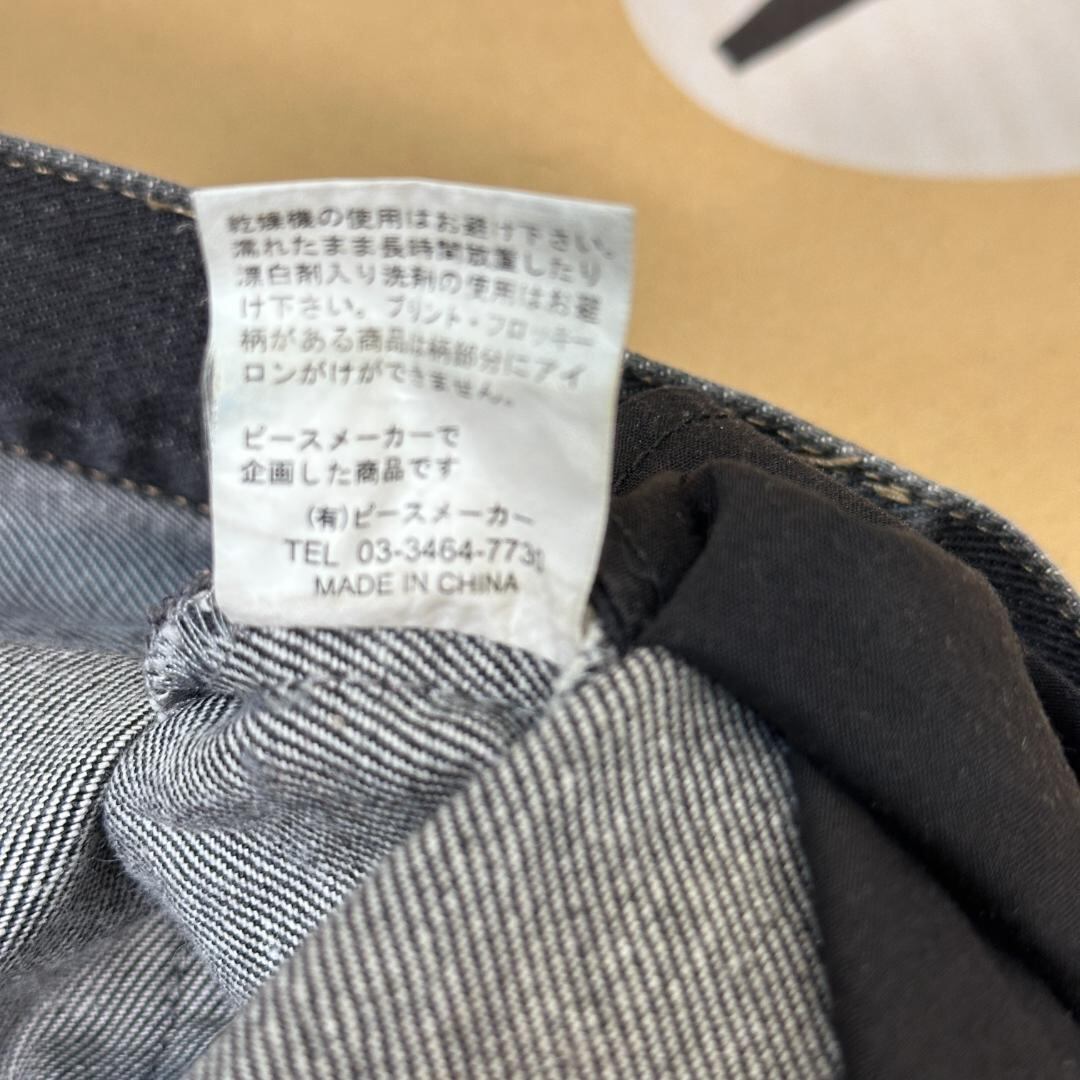 乾燥機の使用はお避け下さい。
濡れたまま長時間放置したり
漂白剤入り洗剤の使用はお避
け下さい。プリント・フロッキー
柄がある商品は柄部分にアイ
ロンがけができません。
ピースメーカーで
企画した商品です
(有)ピースメーカー
TEL 03-3464-773
MADE IN CHINA